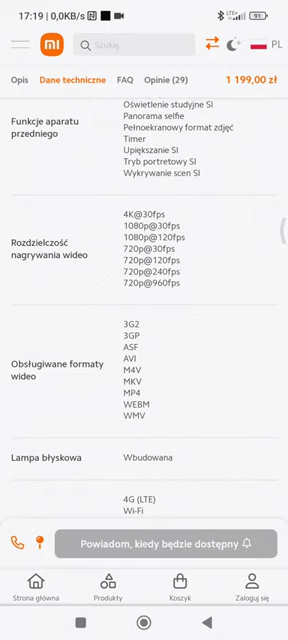 17:19 | 0,0KB/s
LTE+
91
mi
Szukaj
PL
Opis Dane techniczne FAQ Opinie (29) 1 199,00 zł
Funkcje aparatu przedniego
Oświetlenie studyjne SI
Panorama selfie
Pełnoekranowy format zdjęć
Timer
Upiększanie SI
Tryb portretowy SI
Wykrywanie scen SI
Rozdzielczość
nagrywania wideo
4K@30fps
1080p@30fps
1080p@120fps
720p@30fps
720p@120fps
720p@240fps
720p@960fps
Obsługiwane formaty
wideo
3G2
3GP
ASF
AVI
M4V
MKV
MP4
WEBM
WMV
Lampa błyskowa Wbudowana
4G (LTE)
Wi-Fi
Powiadom, kiedy będzie dostępny
Strona główna Produkty Koszyk Zaloguj się